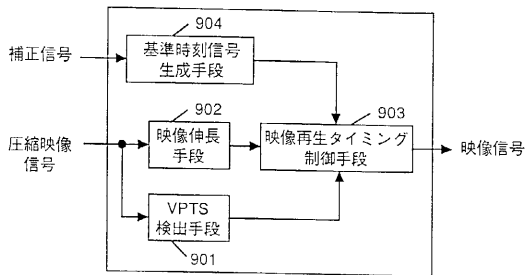 904
補正信号
基準時刻信号
生成手段
902
903
圧縮映像
信号
映像伸長
手段
映像再生タイミング
制御手段
映像信号
VPTS
検出手段
901